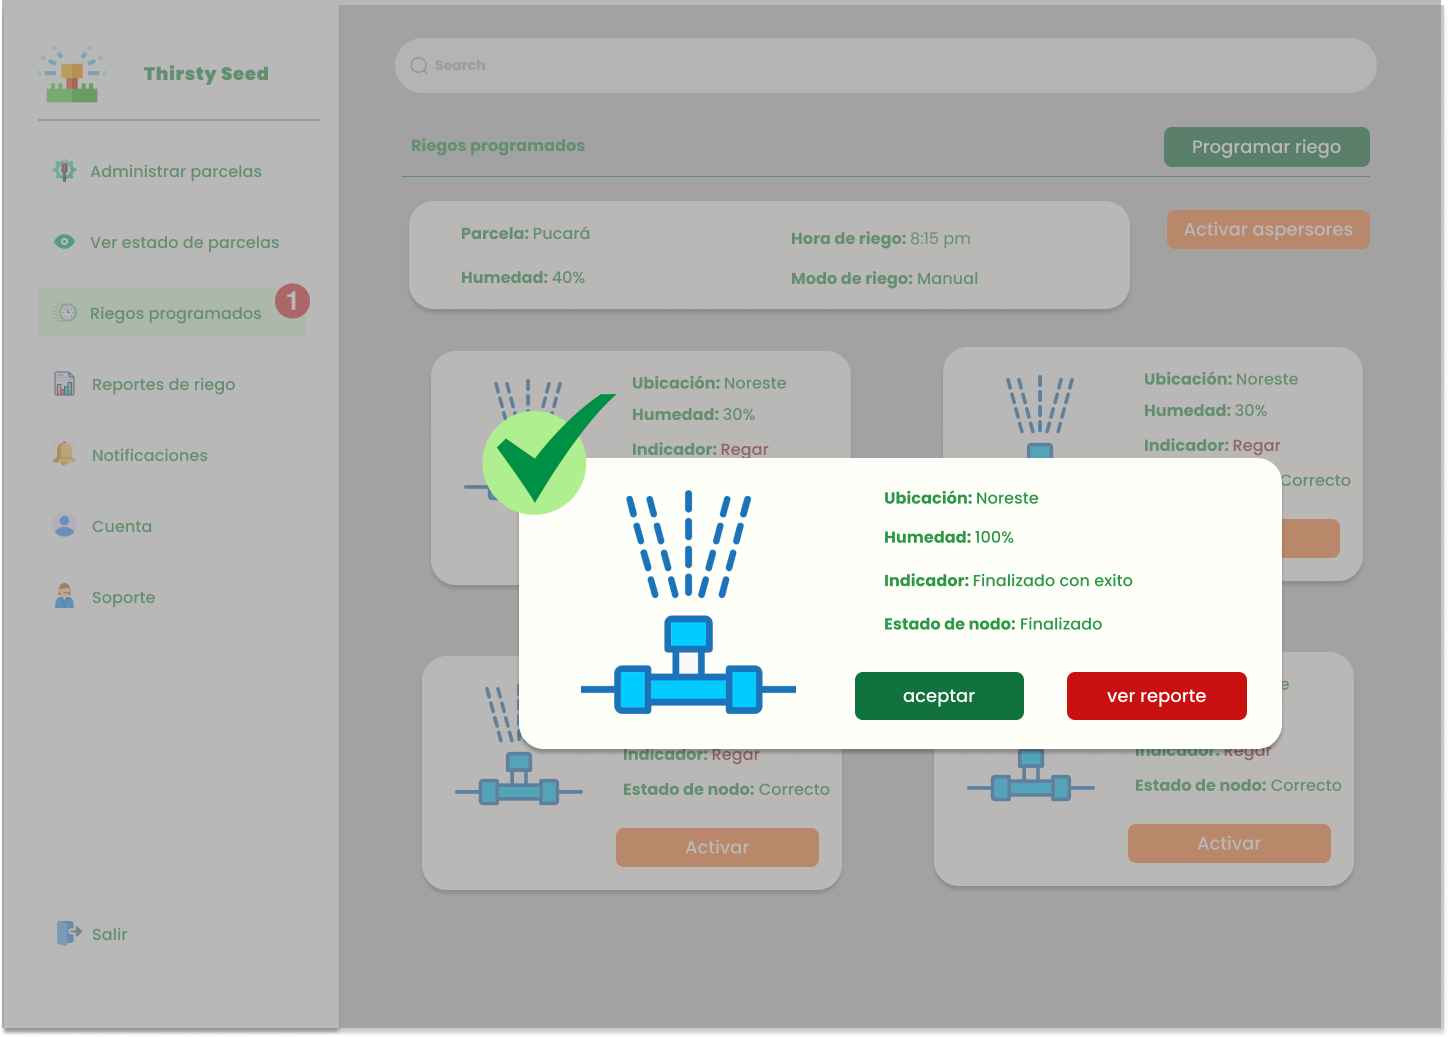 Thirsty Seed
Administrar parcelas
Ver estado de parcelas
Riegos programados
1
Reportes de riego
Notificaciones
Cuenta
Soporte
Salir
Search
Riegos programados
Programar riego
Parcela: Pucará
Hora de riego: 8:15 pm
Humedad: 40%
Modo de riego: Manual
Activar aspersores
Ubicación: Noreste
Humedad: 30%
Indicador: Regar
Ubicación: Noreste
Humedad: 30%
Indicador: Regar
Correcto
Ubicación: Noreste
Humedad: 100%
Indicador: Finalizado con exito
Estado de nodo: Finalizado
aceptar
ver reporte
Indicador: Regar
Estado de nodo: Correcto
Activar
Indicador: Regar
Estado de nodo: Correcto
Activar